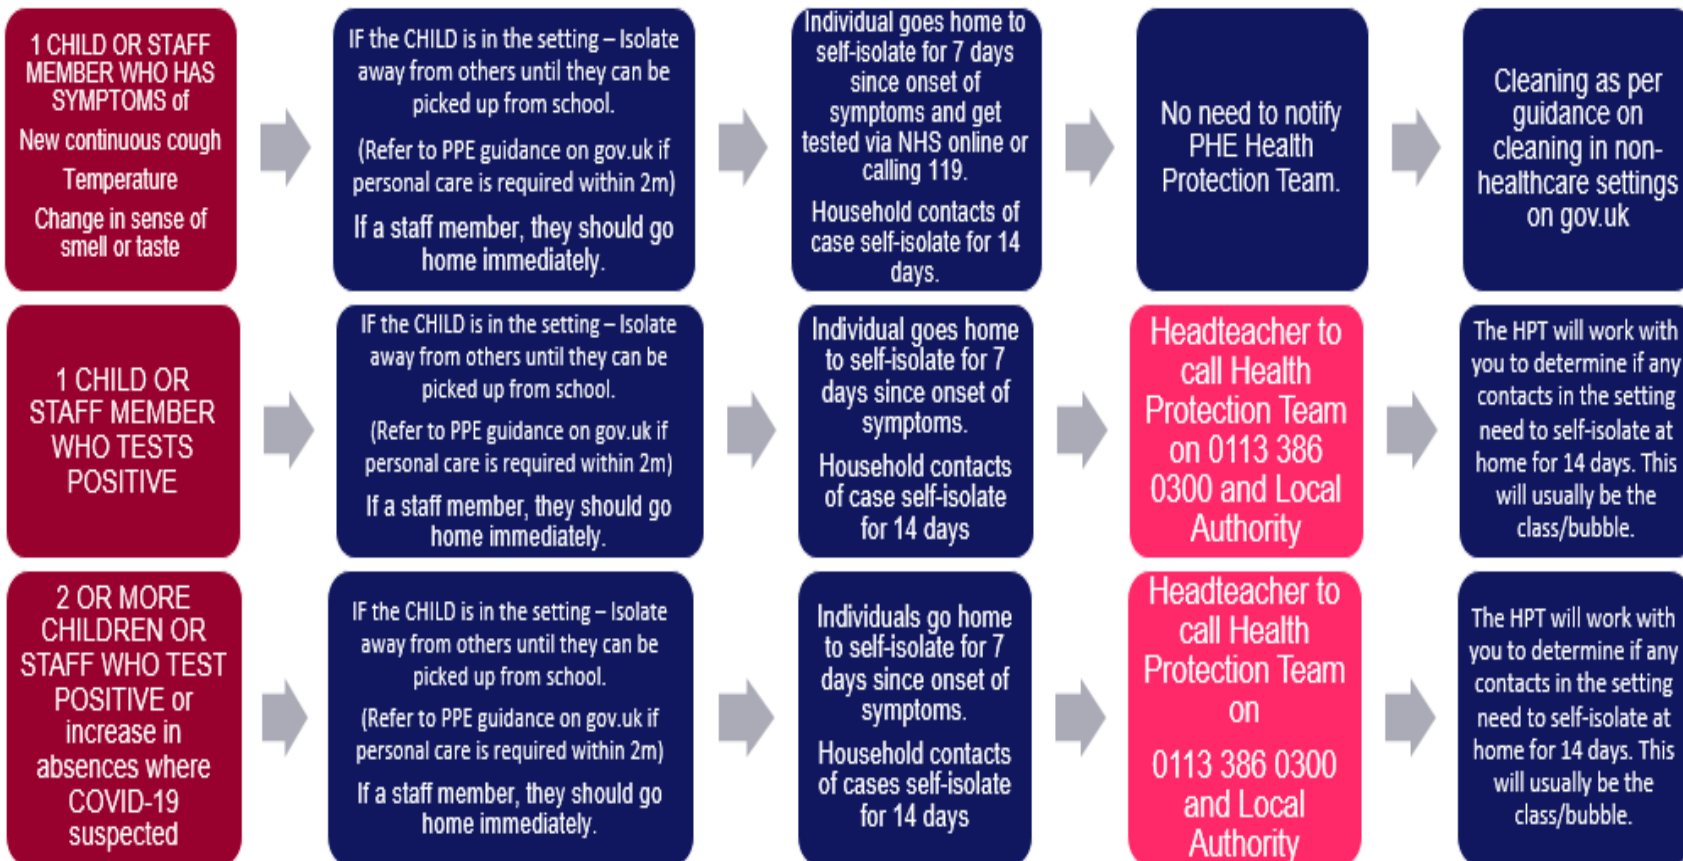 1 CHILD OR STAFF
MEMBER WHO HAS
SYMPTOMS of
New continuous cough
Temperature
Change in sense of
smell or taste
IF the CHILD is in the setting – Isolate
away from others until they can be
picked up from school.
(Refer to PPE guidance on gov.uk if
personal care is required within 2m)
If a staff member, they should go
home immediately.
Individual goes home to
self-isolate for 7 days
since onset of
symptoms and get
tested via NHS online or
calling 119.
Household contacts of
case self-isolate for 14
days.
No need to notify
PHE Health
Protection Team.
Cleaning as per
guidance on
cleaning in non-
healthcare settings
on gov.uk
1 CHILD OR
STAFF MEMBER
WHO TESTS
POSITIVE
IF the CHILD is in the setting – Isolate
away from others until they can be
picked up from school.
(Refer to PPE guidance on gov.uk if
personal care is required within 2m)
If a staff member, they should go
home immediately.
Individual goes home
to self-isolate for 7
days since onset of
symptoms.
Household contacts
of case self-isolate
for 14 days
Headteacher to
call Health
Protection Team
on 0113 386
0300 and Local
Authority
The HPT will work with
you to determine if any
contacts in the setting
need to self-isolate at
home for 14 days. This
will usually be the
class/bubble.
2 OR MORE
CHILDREN OR
STAFF WHO TEST
POSITIVE or
increase in
absences where
COVID-19
suspected
IF the CHILD is in the setting – Isolate
away from others until they can be
picked up from school.
(Refer to PPE guidance on gov.uk if
personal care is required within 2m)
If a staff member, they should go
home immediately.
Individuals go home
to self-isolate for 7
days since onset of
symptoms.
Household contacts
of cases self-isolate
for 14 days
Headteacher to
call Health
Protection Team
on
0113 386 0300
and Local
Authority
The HPT will work with
you to determine if any
contacts in the setting
need to self-isolate at
home for 14 days. This
will usually be the
class/bubble.